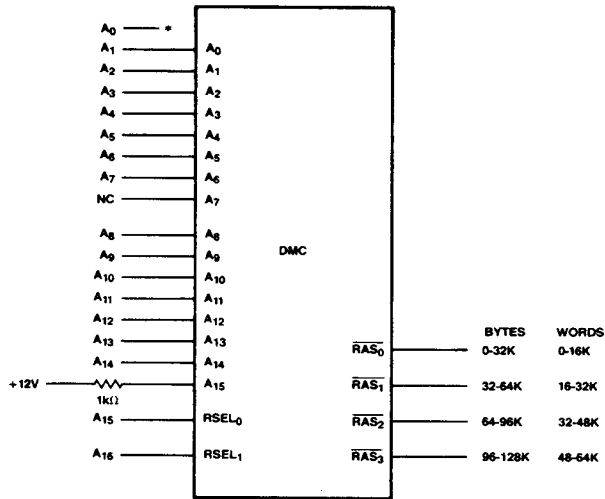 A0 *
A1 A0
A2 A1
A3 A2
A4 A3
A5 A4
A6 A5
A7 A6
NC A7
A8 A8
A9 A9
DMC
A10 A10
A11 A11
A12 A12
A13 A13
BYTES WORDS
A14 A14 RAS0 0-32K 0-16K
+12V 1kΩ A15 RAS1 32-64K 16-32K
A15 RSEL0 RAS2 64-96K 32-48K
A16 RSEL1 RAS3 96-128K 48-64K